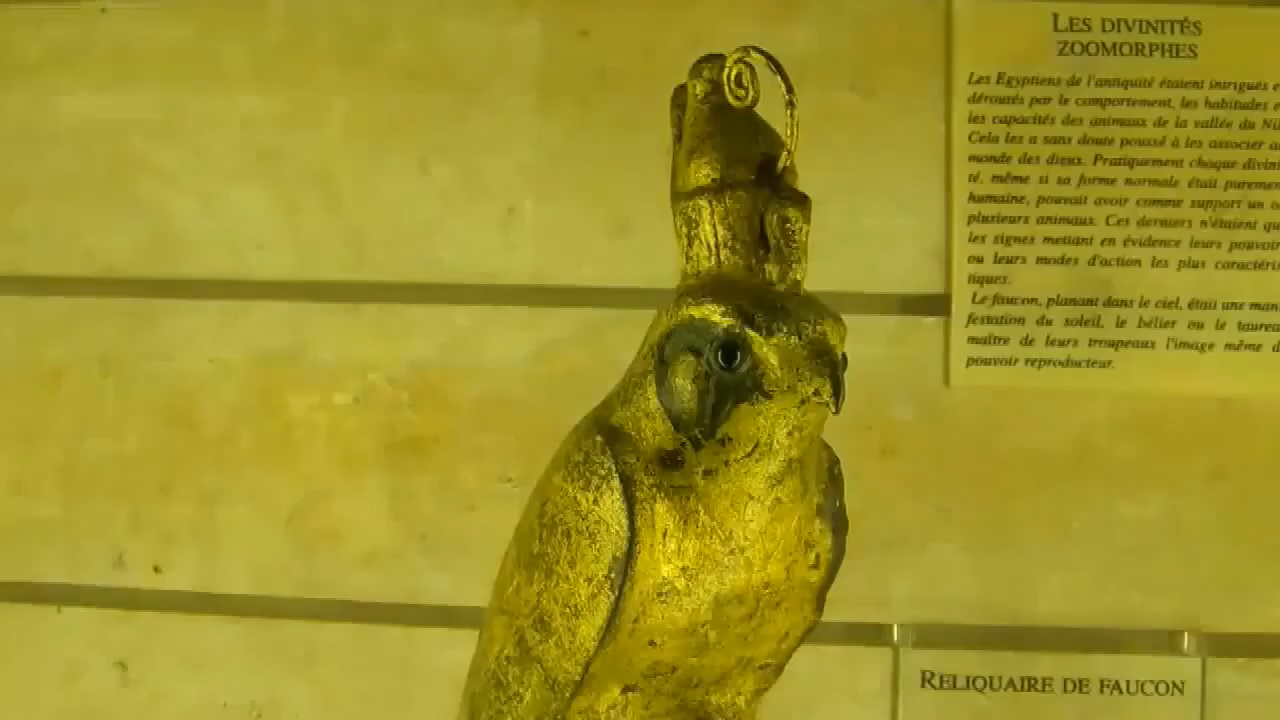 LES DIVINITÉS
ZOOMORPHES
Les Egyptiens de l'antiquité étaient intrigués e
déroutés par le comportement, les habitudes e
les capacités des animaux de la vallée du Nil
Cela les a sans doute poussé à les associer a
monde des dieux. Pratiquement chaque divini
té, même si sa forme normale était puremen
humaine, pouvait avoir comme support un o
plusieurs animaux. Ces derniers n'étaient qu
les signes mettant en évidence leurs pouvoir
ou leurs modes d'action les plus caractéris
tiques.
Le faucon, planant dans le ciel, était une mani
festation du soleil, le bélier ou le taurea
maître de leurs troupeaux l'image même d
pouvoir reproducteur.
RELIQUAIRE DE FAUCON